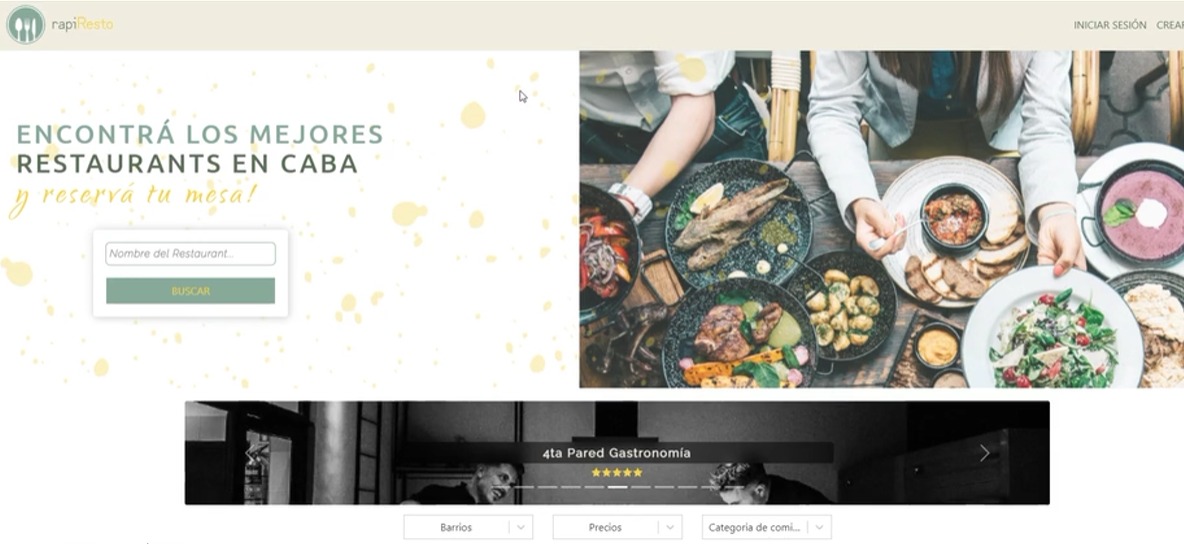 rapiResto
INICIAR SESIÓN CREAR
ENCONTRÁ LOS MEJORES
RESTAURANTS EN CABA
y reservá tu mesa!
Nombre del Restaurant...
BUSCAR
4ta Pared Gastronomía
Barrios Precios Categoria de comi...